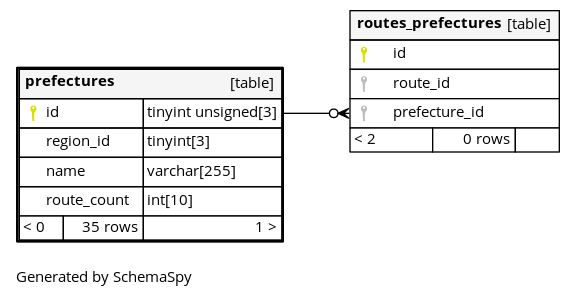 routes_prefectures [table]
id
route_id
prefecture_id
< 2 0 rows
prefectures [table]
id tinyint unsigned[3]
region_id tinyint[3]
name varchar[255]
route_count int[10]
< 0 35 rows 1 >
Generated by SchemaSpy